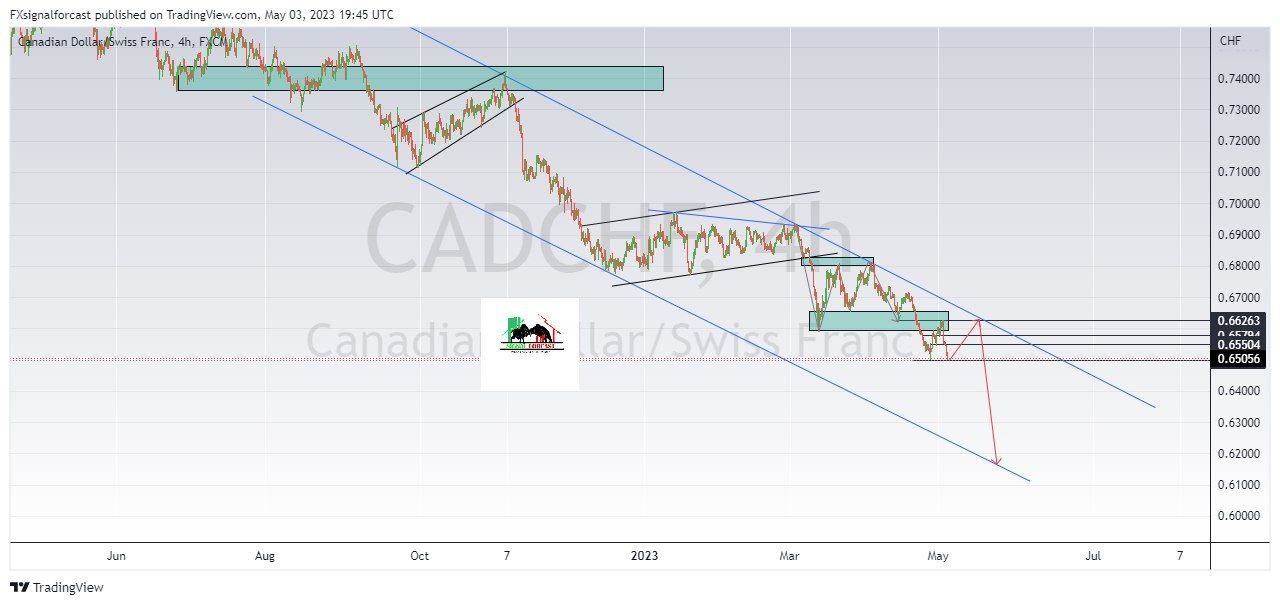 FXsignalforcast published on TradingView.com, May 03, 2023 19:45 UTC
Canadian Dollar/Swiss Franc, 4h, FXCM
CHF
0.74000
0.73000
0.72000
0.71000
0.70000
0.69000
0.68000
0.67000
0.66263
0.65794
0.65504
0.65056
0.64000
0.63000
0.62000
0.61000
0.60000
CADCHF, 4h
Canadian Dollar/Swiss Franc
SIGNAL FORCAST
Jun Aug Oct 7 2023 Mar May Jul 7
TradingView